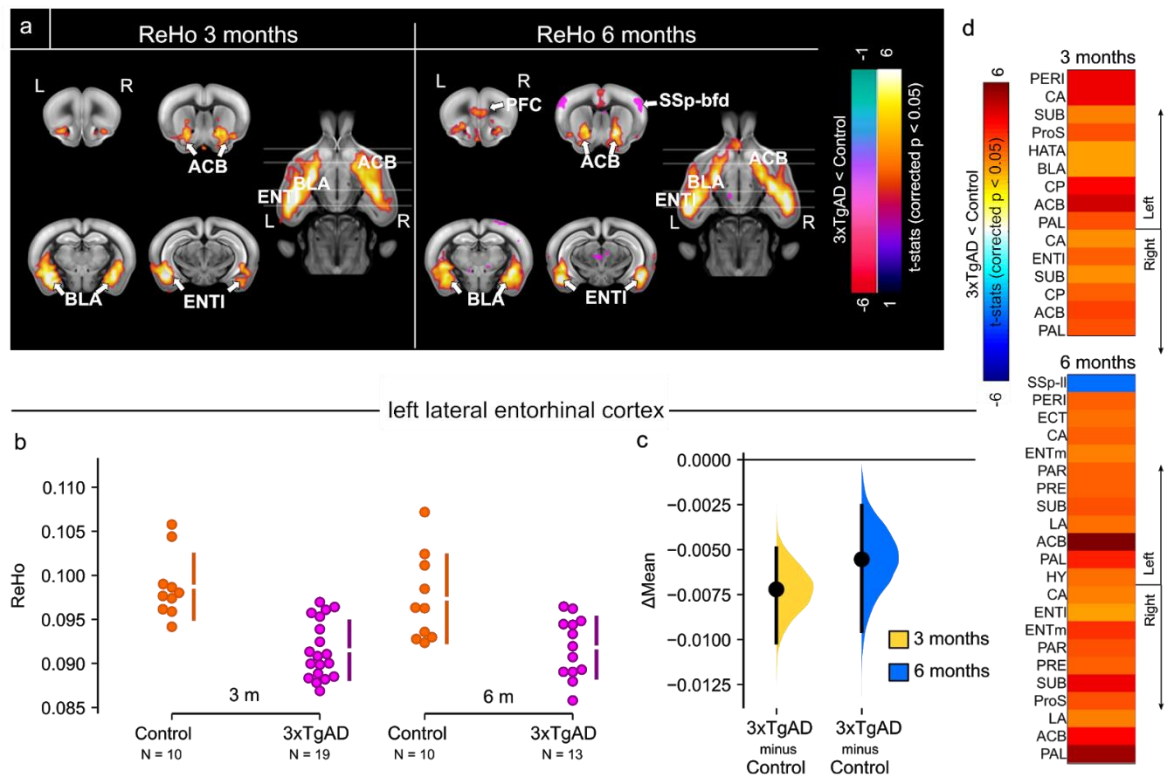 a
ReHo 3 months
ReHo 6 months
L
R
ACB
ACB
BLA
ENTl
L
R
BLA
ENTl
L
R
PFC
SSp-bfd
ACB
ACB
BLA
ENTl
L
R
BLA
ENTl
-1
6
3xTgAD < Control
t-stats (corrected p < 0.05)
-6
1
d
3 months
6
3xTgAD < Control
t-stats (corrected p < 0.05)
-6
PERI
CA
SUB
ProS
HATA
BLA
CP
ACB
PAL
CA
ENTl
SUB
CP
ACB
PAL
Left
Right
6 months
SSp-ll
PERI
ECT
CA
ENTm
PAR
PRE
SUB
LA
ACB
PAL
HY
CA
ENTl
ENTm
PAR
PRE
SUB
ProS
LA
ACB
PAL
Left
Right
left lateral entorhinal cortex
b
ReHo
0.110
0.105
0.100
0.095
0.090
0.085
3 m
6 m
Control
3xTgAD
Control
3xTgAD
N = 10
N = 19
N = 10
N = 13
c
ΔMean
0.0000
−0.0025
−0.0050
−0.0075
−0.0100
−0.0125
3 months
6 months
3xTgAD
minus
Control
3xTgAD
minus
Control